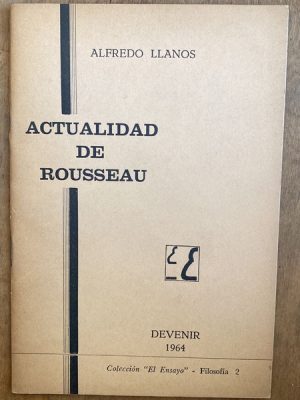 ALFREDO LLANOS
ACTUALIDAD
DE
ROUSSEAU
DEVENIR
1964
Colección "El Ensayo" - Filosofía 2